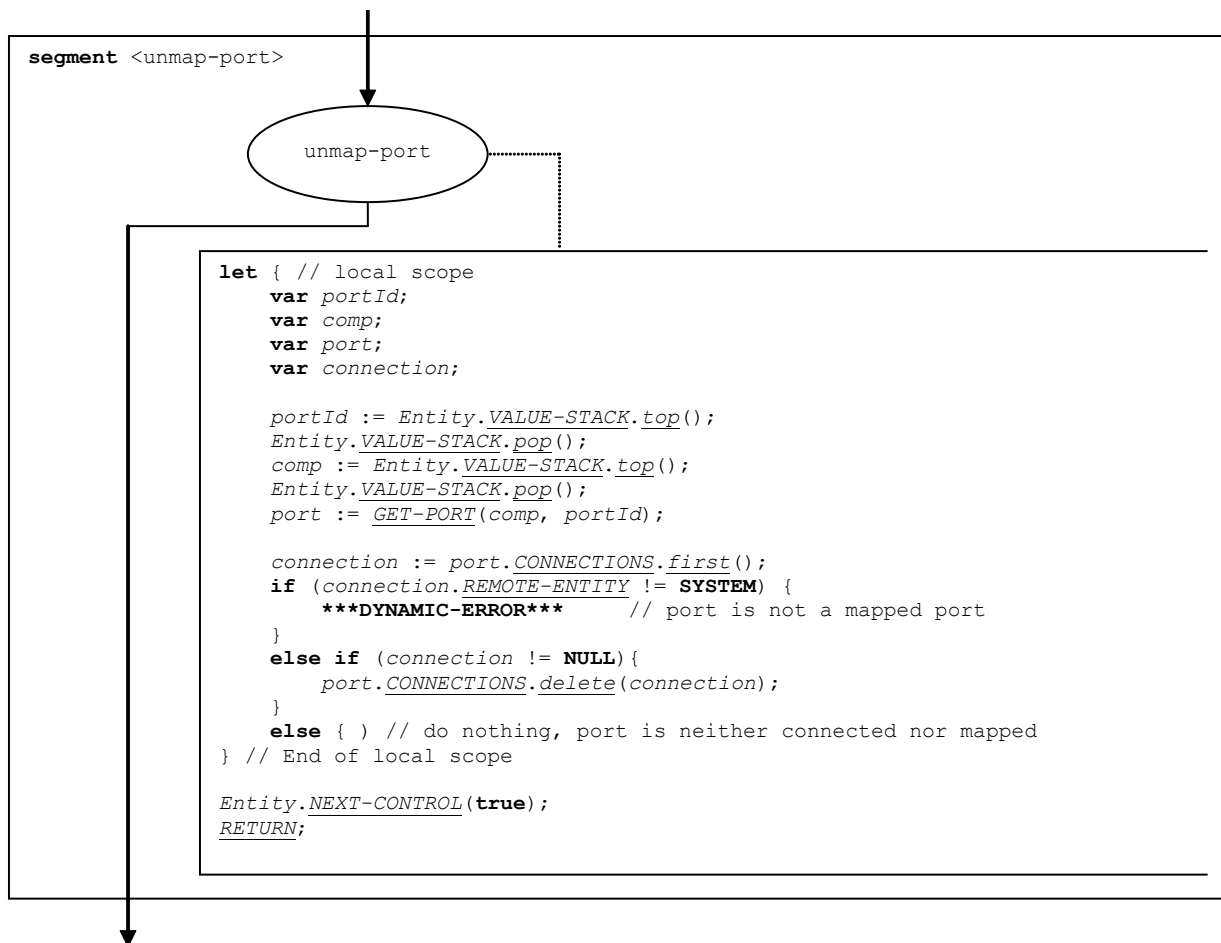 segment <unmap-port>
unmap-port
let { // local scope
var portId;
var comp;
var port;
var connection;
portId := Entity.VALUE-STACK.top();
Entity.VALUE-STACK.pop();
comp := Entity.VALUE-STACK.top();
Entity.VALUE-STACK.pop();
port := GET-PORT(comp, portId);
connection := port.CONNECTIONS.first();
if (connection.REMOTE-ENTITY != SYSTEM) {
***DYNAMIC-ERROR*** // port is not a mapped port
}
else if (connection != NULL){
port.CONNECTIONS.delete(connection);
}
else { ) // do nothing, port is neither connected nor mapped
} // End of local scope
Entity.NEXT-CONTROL(true);
RETURN;